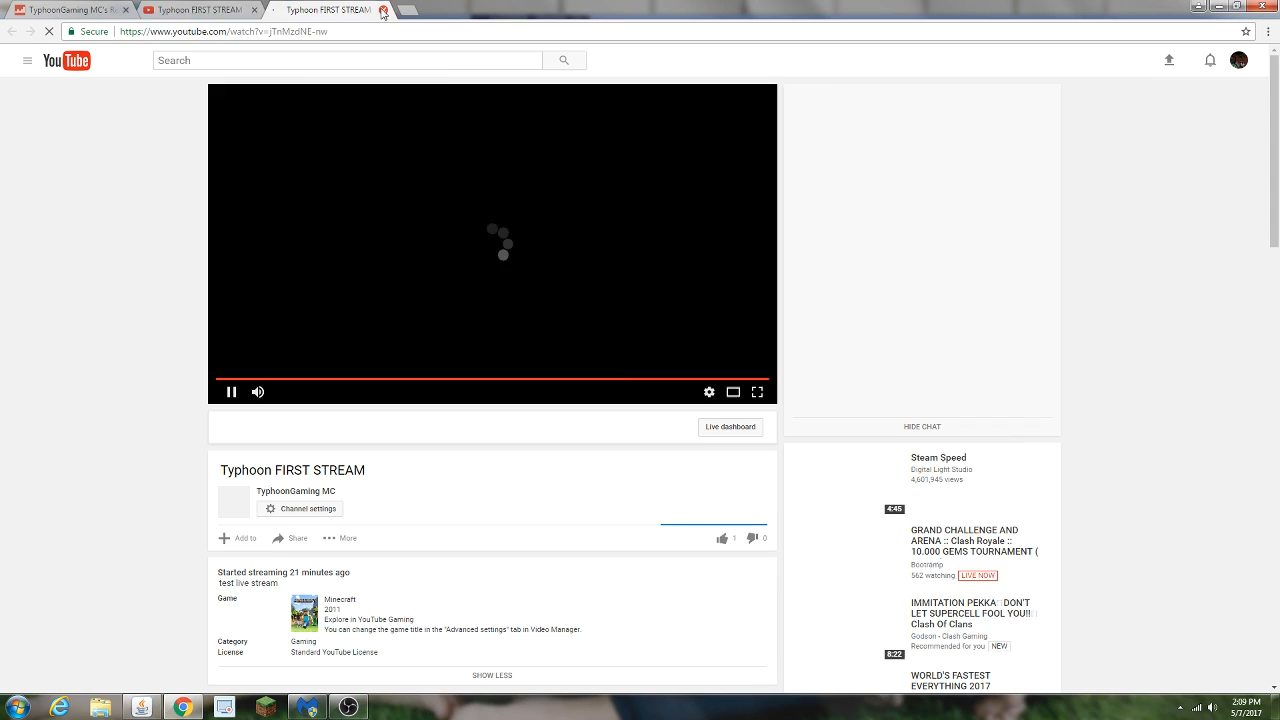 TyphoonGaming MC's
Typhoon FIRST STREAM
Typhoon FIRST STREAM
Secure
https://www.youtube.com/watch?v=jTnMzdNE-nw
YouTube
Search
Live dashboard
Typhoon FIRST STREAM
TyphoonGaming MC
Channel settings
Add to
Share
More
1
0
Started streaming 21 minutes ago
test live stream
Game
Minecraft
2011
Explore in YouTube Gaming
You can change the game title in the "Advanced settings" tab in Video Manager.
Category
Gaming
License
Standard YouTube License
SHOW LESS
HIDE CHAT
Steam Speed
Digital Light Studio
4,601,945 views
4:45
GRAND CHALLENGE AND
ARENA :: Clash Royale ::
10.000 GEMS TOURNAMENT (
Bootramp
562 watching
LIVE NOW
IMMITATION PEKKA DON'T
LET SUPERCELL FOOL YOU!!
Clash Of Clans
Godson - Clash Gaming
Recommended for you
NEW
8:22
WORLD'S FASTEST
EVERYTHING 2017
2:09 PM
5/7/2017